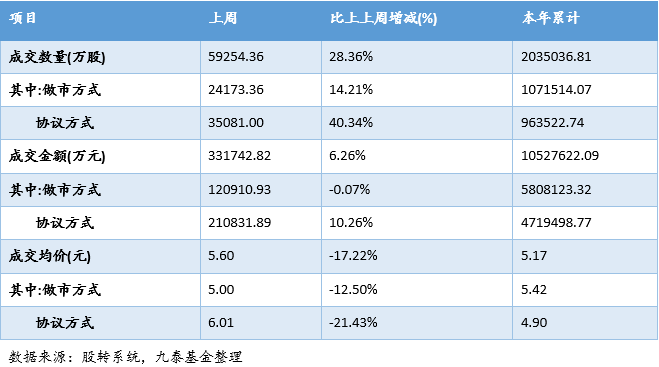 项目 上周 比上上周增减(%) 本年累计
成交数量(万股) 59254.36 28.36% 2035036.81
其中:做市方式 24173.36 14.21% 1071514.07
协议方式 35081.00 40.34% 963522.74
成交金额(万元) 331742.82 6.26% 10527622.09
其中:做市方式 120910.93 -0.07% 5808123.32
协议方式 210831.89 10.26% 4719498.77
成交均价(元) 5.60 -17.22% 5.17
其中:做市方式 5.00 -12.50% 5.42
协议方式 6.01 -21.43% 4.90
数据来源：股转系统，九泰基金整理